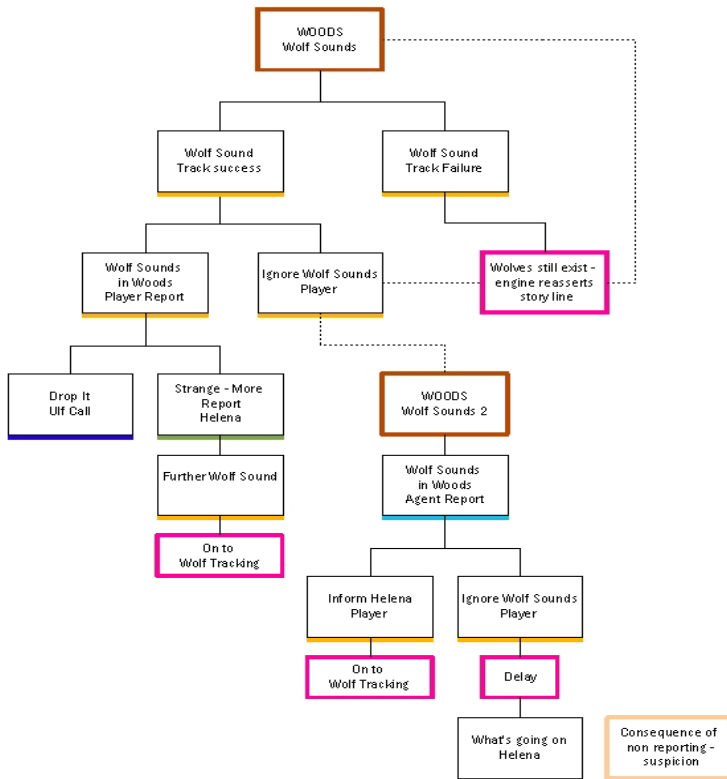 WOODS
Wolf Sounds
Wolf Sound
Track success
Wolf Sound
Track Failure
Wolf Sounds
in Woods
Player Report
Ignore Wolf Sounds
Player
Wolves still exist -
engine reasserts
story line
Drop It
Ulf Call
Strange - More
Report
Helena
WOODS
Wolf Sounds 2
Further Wolf Sound
Wolf Sounds
in Woods
Agent Report
On to
Wolf Tracking
Inform Helena
Player
Ignore Wolf Sounds
Player
On to
Wolf Tracking
Delay
What's going on
Helena
Consequence of
non reporting -
suspicion